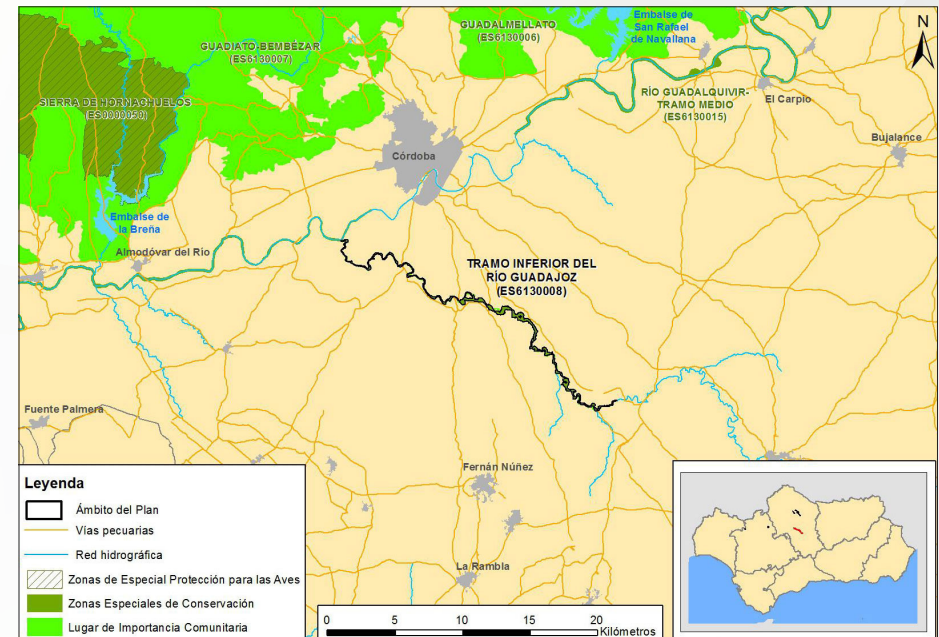 Embalse de
San Rafael
de Navallana
N
GUADALMELLATO
(ES6130006)
GUADIATO-BEMBÉZAR
(ES6130007)
SIERRA DE HORNACHUELOS
(ES0000050)
RÍO GUADALQUIVIR-
TRAMO MEDIO
(ES6130015)
El Carpio
Bujalance
Córdoba
Embalse de
la Breña
Almodóvar del Río
TRAMO INFERIOR DEL
RÍO GUADAJOZ
(ES6130008)
Fuente Palmera
Fernán Núñez
La Rambla
Leyenda
Ámbito del Plan
Vías pecuarias
Red hidrográfica
Zonas de Especial Protección para las Aves
Zonas Especiales de Conservación
Lugar de Importancia Comunitaria
0 5 10 15 20
Kilómetros